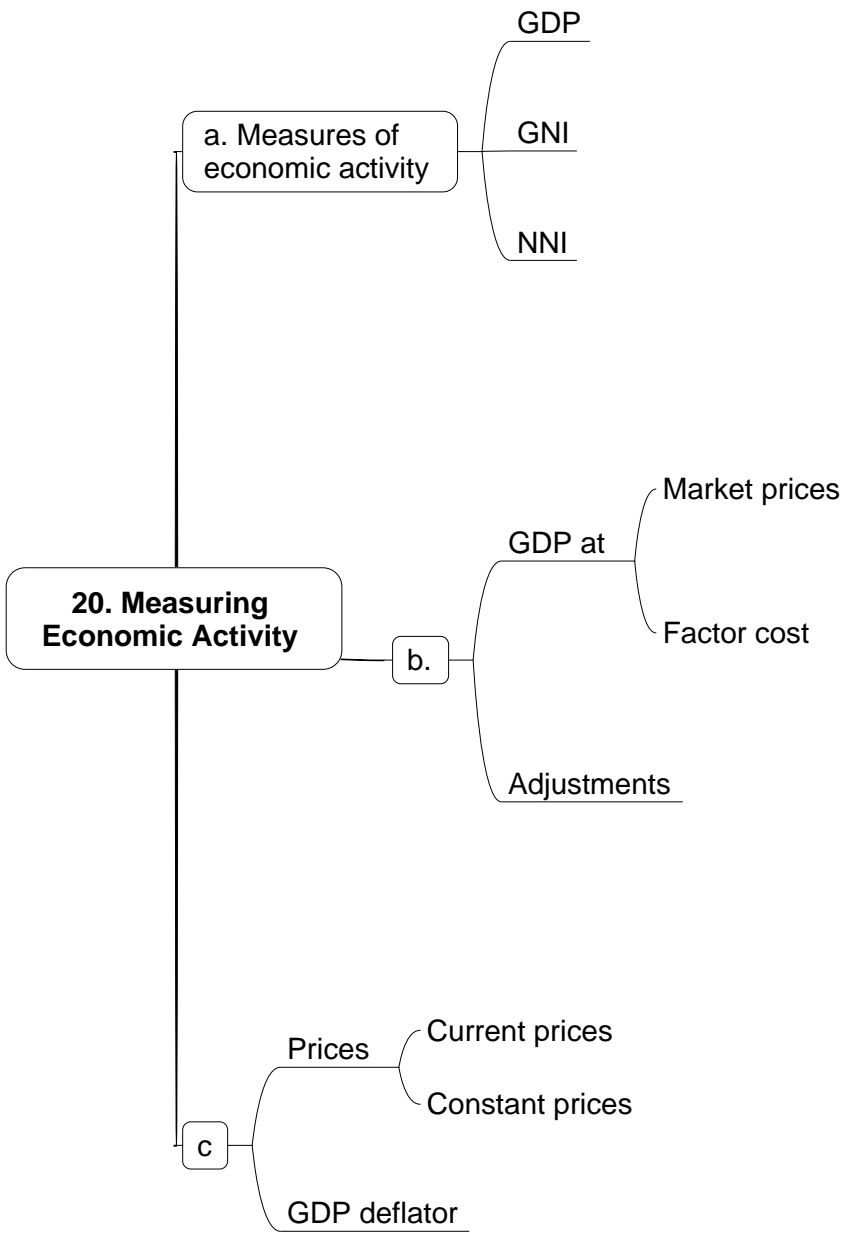 GDP
a. Measures of
economic activity
GNI
NNI
20. Measuring
Economic Activity
b.
GDP at
Market prices
Factor cost
Adjustments
c
Prices
Current prices
Constant prices
GDP deflator